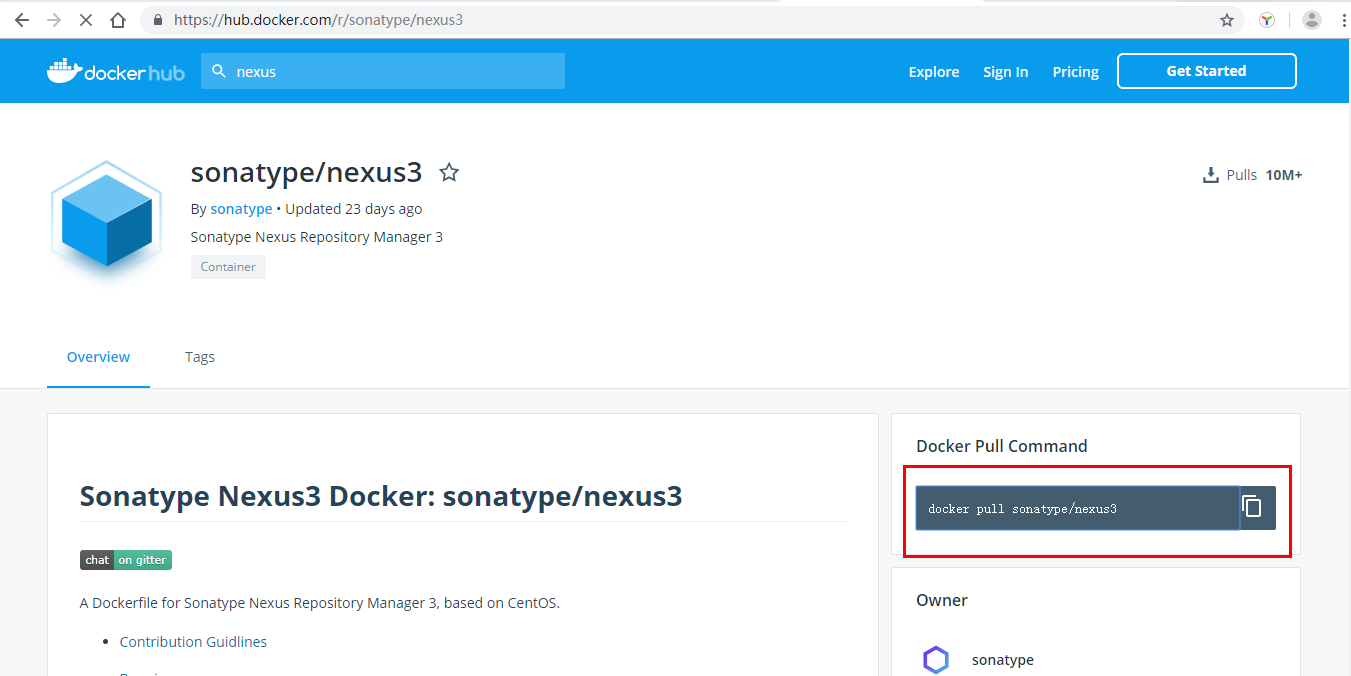 https://hub.docker.com/r/sonatype/nexus3
docker hub
nexus
Explore
Sign In
Pricing
Get Started
sonatype/nexus3
Pulls 10M+
By sonatype • Updated 23 days ago
Sonatype Nexus Repository Manager 3
Container
Overview
Tags
Docker Pull Command
docker pull sonatype/nexus3
Sonatype Nexus3 Docker: sonatype/nexus3
chat on gitter
A Dockerfile for Sonatype Nexus Repository Manager 3, based on CentOS.
• Contribution Guidlines
Owner
sonatype